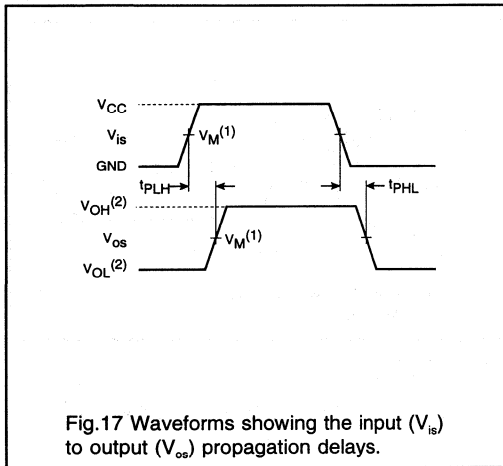 VCC
Vis
VM(1)
GND
tPLH
tPHL
VOH(2)
Vos
VM(1)
VOL(2)
Fig.17 Waveforms showing the input (Vis)
to output (Vos) propagation delays.